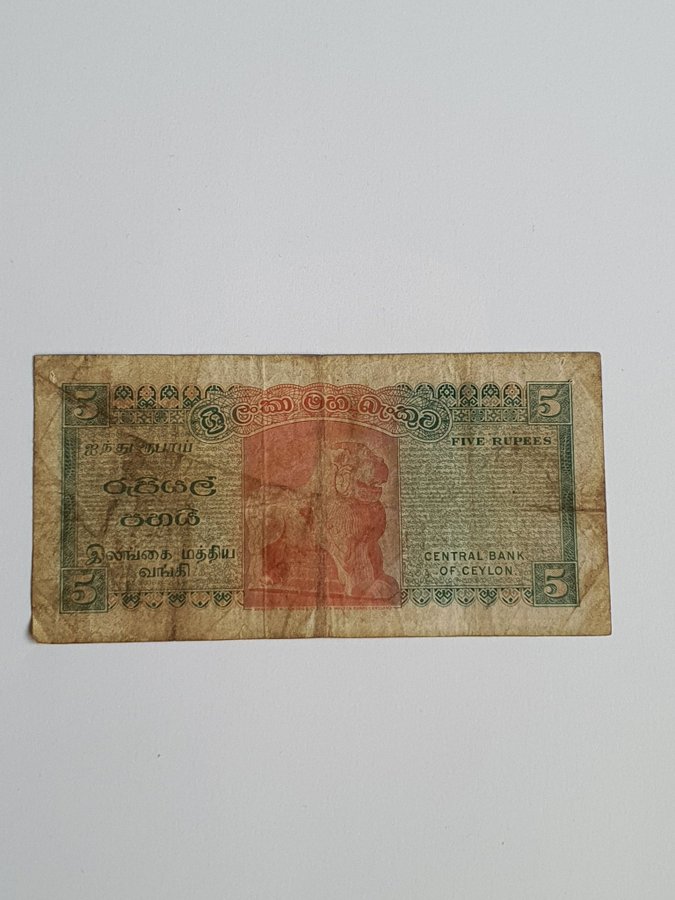 5
ශ්‍රී ලංකා මහ බැංකුව
5
ஐந்து ரூபாய்
FIVE RUPEES
රුපියල්
පහයි
இலங்கை மத்திய
வங்கி
CENTRAL BANK
OF CEYLON
5
5